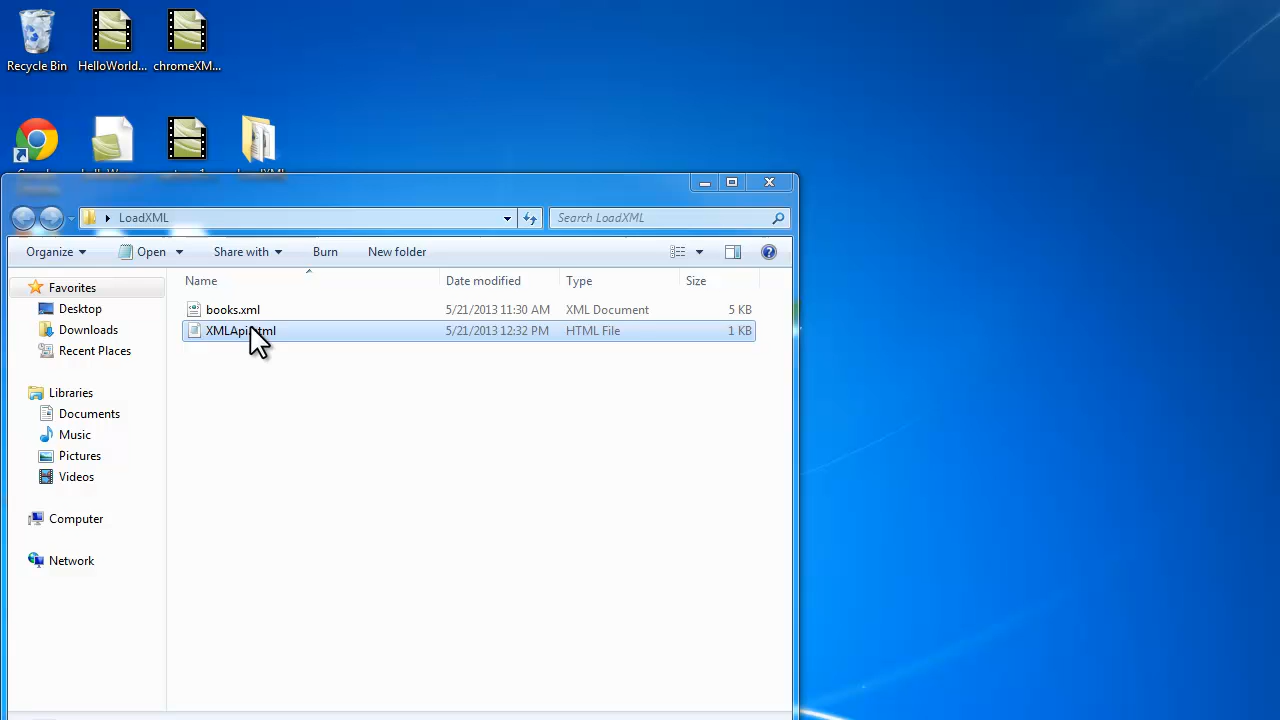 Recycle Bin
HelloWorld...
chromeXM...
LoadXML
Search LoadXML
Organize
Open
Share with
Burn
New folder
Name
Date modified
Type
Size
Favorites
Desktop
Downloads
Recent Places
Libraries
Documents
Music
Pictures
Videos
Computer
Network
books.xml
5/21/2013 11:30 AM
XML Document
5 KB
5/21/2013 12:32 PM
HTML File
1 KB